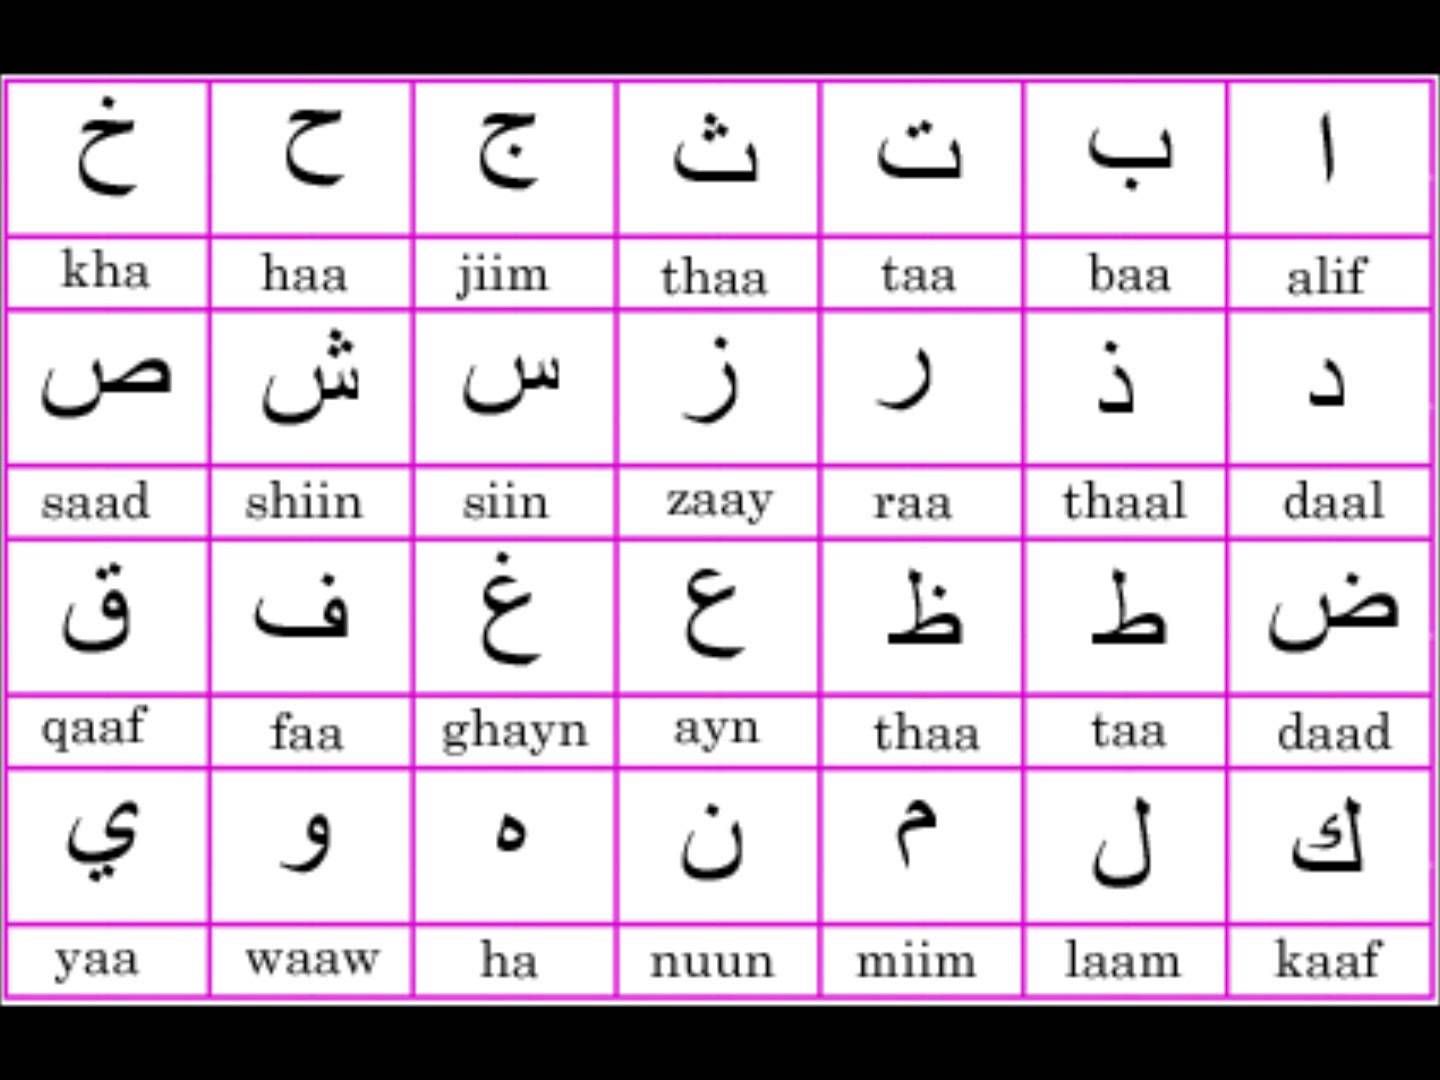 ا ب ت ث ج ح خ
alif baa taa thaa jiim haa kha
د ذ ر ز س ش ص
daal thaal raa zaay siin shiin saad
ض ط ظ ع غ ف ق
daad taa thaa ayn ghayn faa qaaf
ك ل م ن ه و ي
kaaf laam miim nuun ha waaw yaa